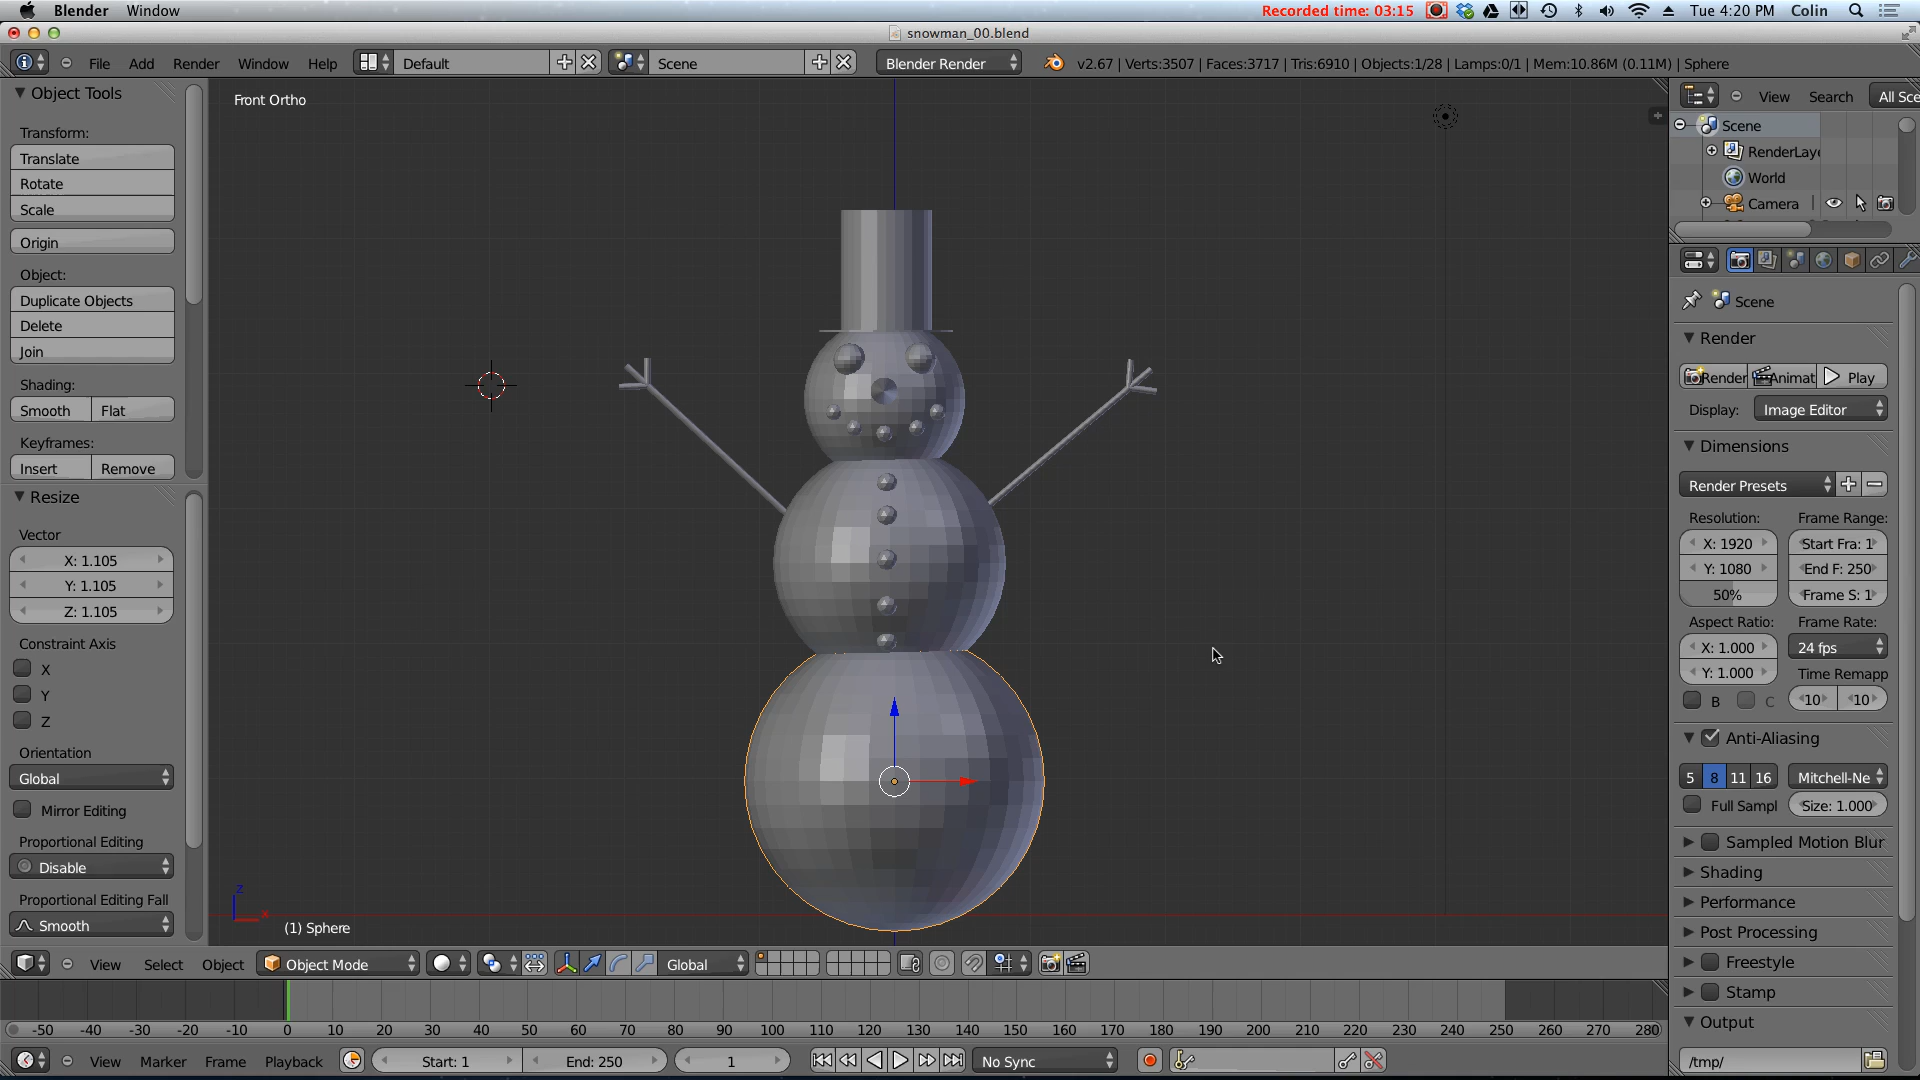 Blender Window Recorded time: 03:15 Tue 4:20 PM Colin
snowman_00.blend
File Add Render Window Help Default Scene Blender Render v2.67 | Verts:3507 | Faces:3717 | Tris:6910 | Objects:1/28 | Lamps:0/1 | Mem:10.86M (0.11M) | Sphere
Object Tools
Transform:
Translate
Rotate
Scale
Origin
Object:
Duplicate Objects
Delete
Join
Shading:
Smooth Flat
Keyframes:
Insert Remove
Resize
Vector
X: 1.105
Y: 1.105
Z: 1.105
Constraint Axis
X
Y
Z
Orientation
Global
Mirror Editing
Proportional Editing
Disable
Proportional Editing Fall
Smooth
Front Ortho
z
x
(1) Sphere
View Search All Sce
Scene
RenderLaye
World
Camera
Scene
Render
Render Animat Play
Display: Image Editor
Dimensions
Render Presets
Resolution: Frame Range:
X: 1920 Start Fra: 1
Y: 1080 End F: 250
50% Frame S: 1
Aspect Ratio: Frame Rate:
X: 1.000 24 fps
Y: 1.000 Time Remapp
B C 10 10
Anti-Aliasing
5 8 11 16 Mitchell-Ne
Full Sampl Size: 1.000
Sampled Motion Blur
Shading
Performance
Post Processing
Freestyle
Stamp
Output
/tmp/
View Select Object Object Mode Global
-50 -40 -30 -20 -10 0 10 20 30 40 50 60 70 80 90 100 110 120 130 140 150 160 170 180 190 200 210 220 230 240 250 260 270 280
View Marker Frame Playback Start: 1 End: 250 1 No Sync